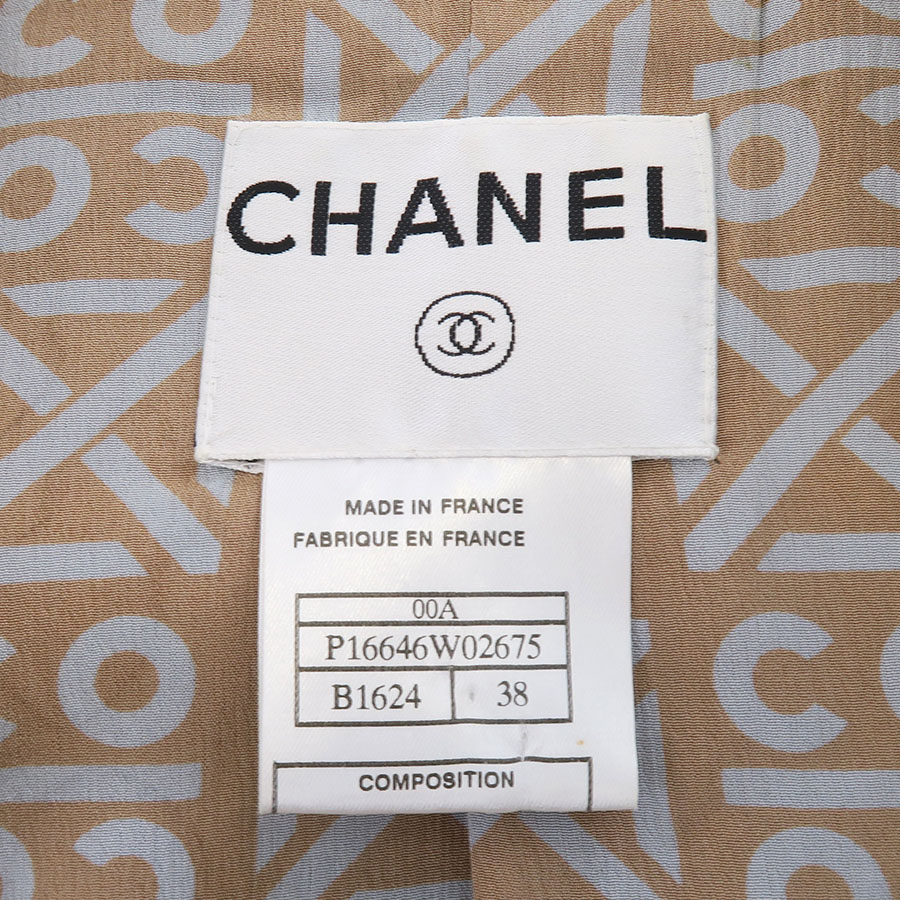 CHANEL
MADE IN FRANCE
FABRIQUE EN FRANCE
00A
P16646W02675
B1624 38
COMPOSITION